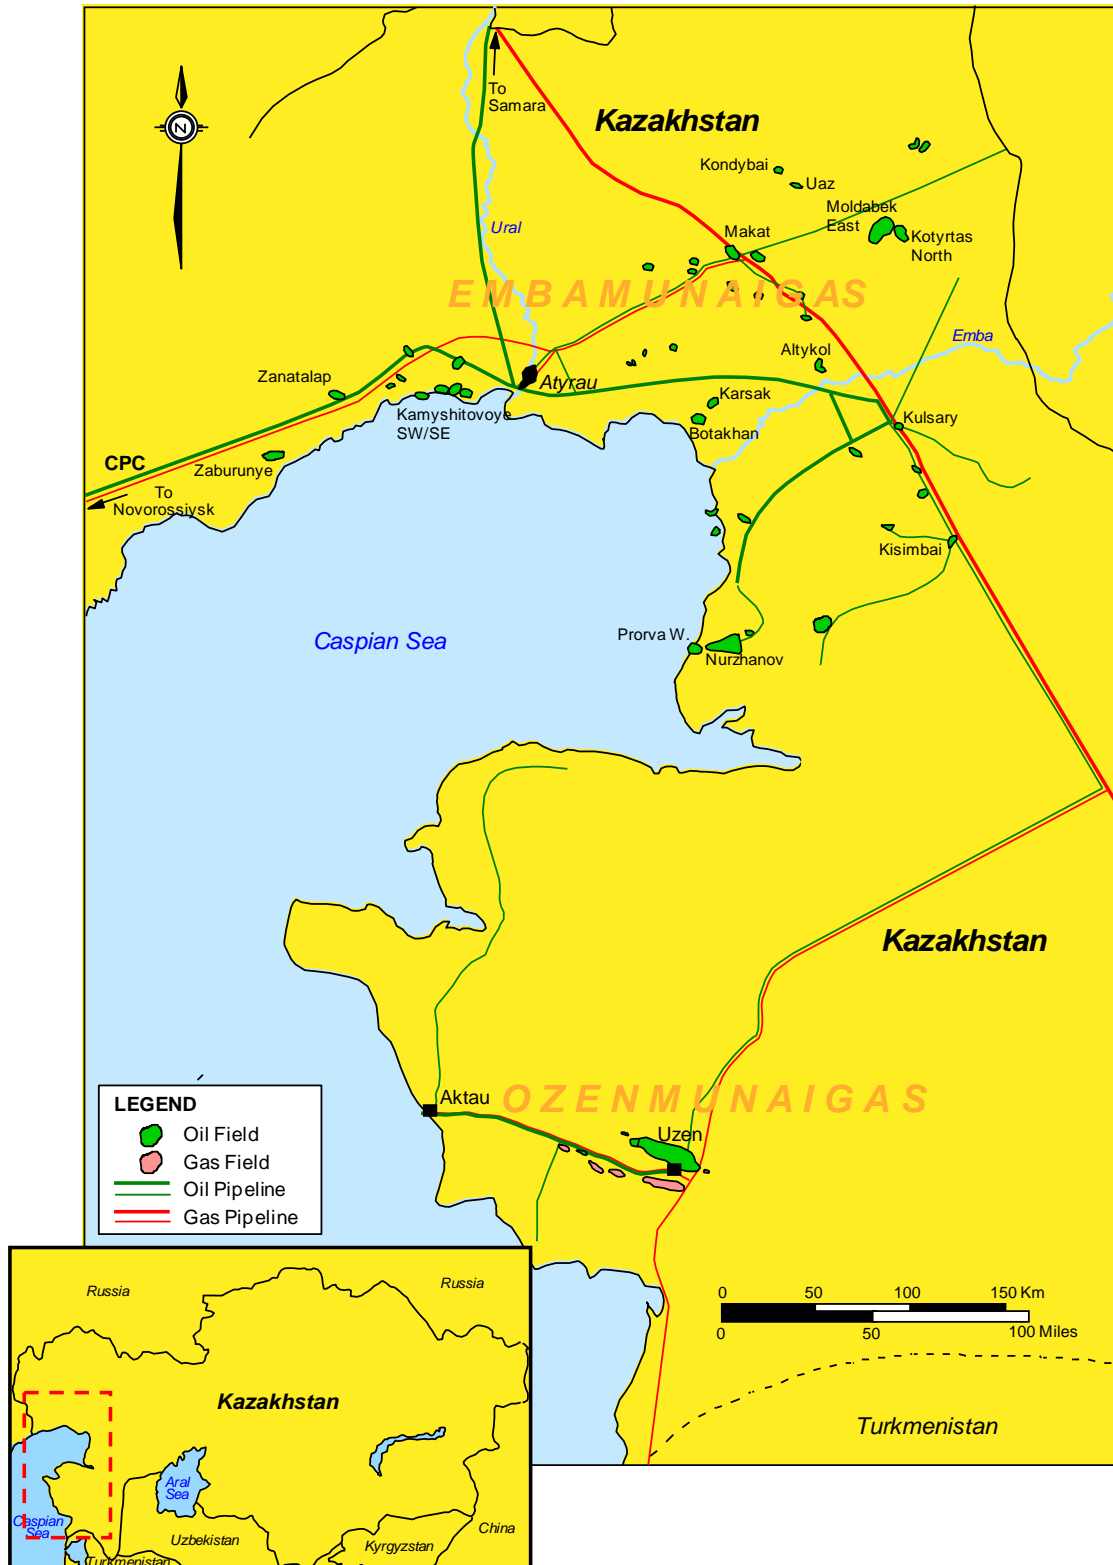 To
Samara
Kazakhstan
Kondybai
Uaz
Moldabek
East
Kotyrtas
North
Ural
Makat
EMBAMUNAIGAS
Emba
Altykol
Zanatalap
Atyrau
Karsak
Kamyshitovoye
SW/SE
Botakhan
Kulsary
CPC
Zaburunye
To
Novorossiysk
Kisimbai
Caspian Sea
Prorva W.
Nurzhanov
Kazakhstan
Aktau
OZENMUNAIGAS
Uzen
LEGEND
Oil Field
Gas Field
Oil Pipeline
Gas Pipeline
0 50 100 150 Km
0 50 100 Miles
Turkmenistan
Russia
Russia
Kazakhstan
Aral
Sea
Caspian
Sea
Uzbekistan
China
Kyrgyzstan
Turkmenistan
N